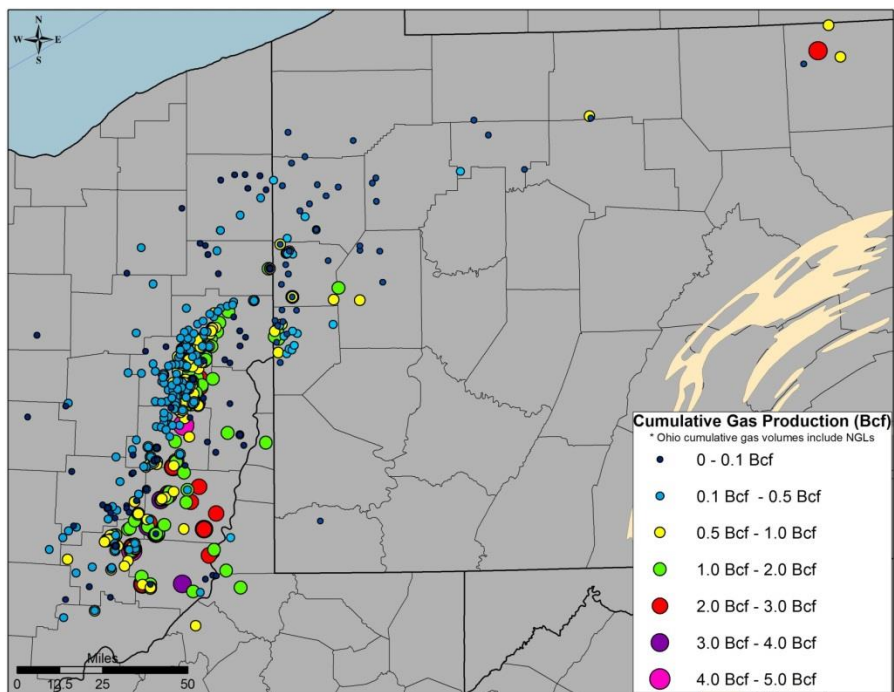 N
W E
S
Cumulative Gas Production (Bcf)
* Ohio cumulative gas volumes include NGLs
0 - 0.1 Bcf
0.1 Bcf - 0.5 Bcf
0.5 Bcf - 1.0 Bcf
1.0 Bcf - 2.0 Bcf
2.0 Bcf - 3.0 Bcf
3.0 Bcf - 4.0 Bcf
4.0 Bcf - 5.0 Bcf
Miles
0 12.5 25 50